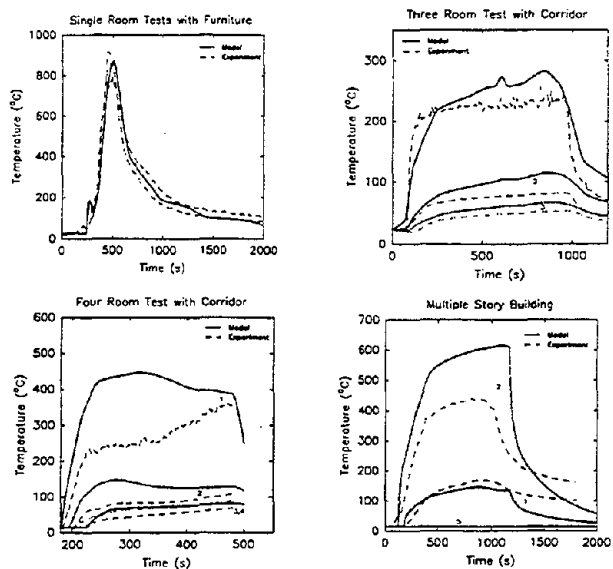 Single Room Tests with Furniture
1000
800
600
400
200
0
Temperature (°C)
Model
Experiment
0
500
1000
1500
2000
Time (s)
Three Room Test with Corridor
300
200
100
0
Temperature (°C)
Model
Experiment
0
500
1000
Time (s)
Four Room Test with Corridor
600
500
400
300
200
100
0
Temperature (°C)
Model
Experiment
2
200
300
400
500
Time (s)
Multiple Story Building
700
600
500
400
300
200
100
0
Temperature (°C)
Model
Experiment
2
0
500
1000
1500
2000
Time (s)